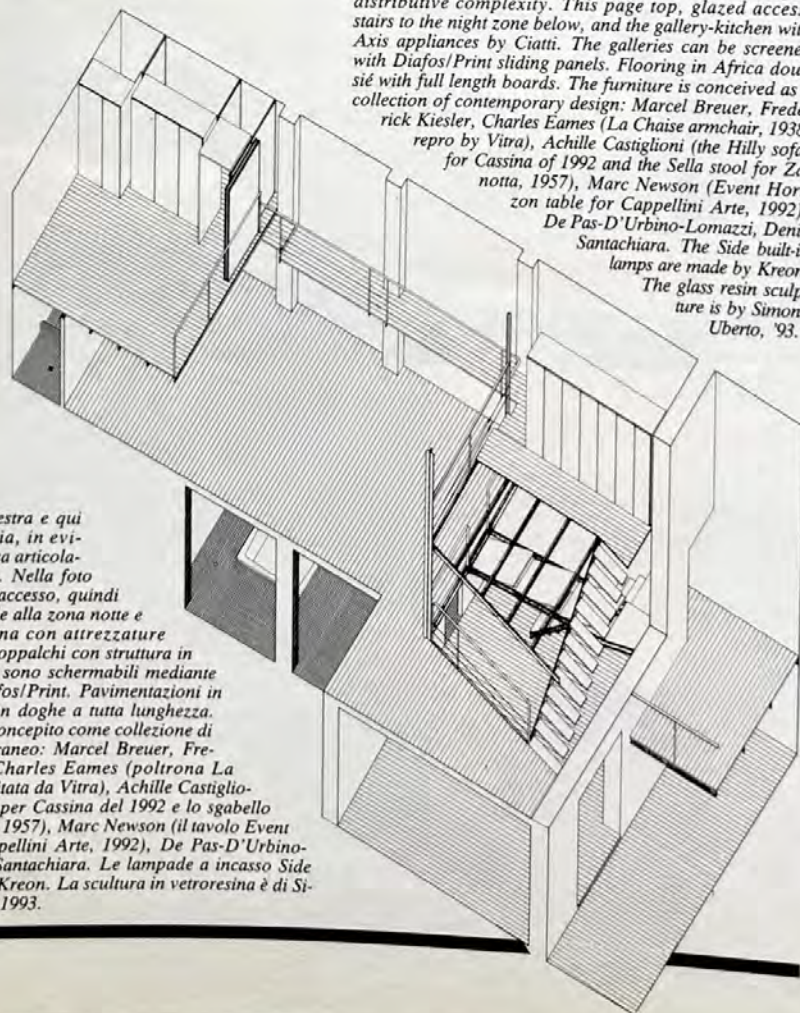 distributive complexity. This page top, glazed access
stairs to the night zone below, and the gallery-kitchen
Axis appliances by Ciatti. The galleries can be
with Diafos/Print sliding panels. Flooring in Africa dou-
sié with full length boards. The furniture is conceived as
collection of contemporary design: Marcel Breuer, Frede-
rick Kiesler, Charles Eames (La Chaise armchair,
repro by Vitra), Achille Castiglioni (the Hilly sofa
for Cassina of 1992 and the Sella stool for Za-
notta, 1957), Marc Newson (Event Hori-
zon table for Cappellini Arte, 1992)
De Pas-D'Urbino-Lomazzi,
Santachiara. The Side built-i
lamps are made by Kreon
The glass resin sculp-
ture is by Simon
Uberto, '93.
estra e qui
ia, in evi-
a articola-
. Nella foto
accesso, quindi
e alla zona notte e
na con attrezzature
oppalchi con struttura in
sono schermabili mediante
fos/Print. Pavimentazioni in
n doghe a tutta lunghezza.
oncepito come collezione di
raneo: Marcel Breuer, Fre-
Charles Eames (poltrona La
itata da Vitra), Achille Castiglio-
per Cassina del 1992 e lo sgabello
1957), Marc Newson (il tavolo Event
pellini Arte, 1992), De Pas-D'Urbino-
Santachiara. Le lampade a incasso Side
Kreon. La scultura in vetroresina è di Si-
1993.